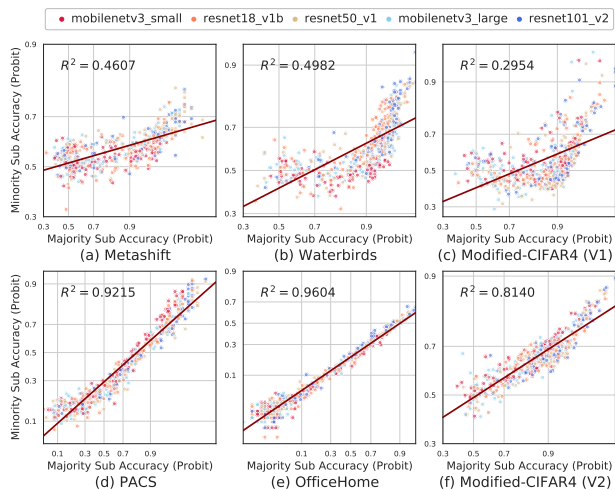 mobilenetv3_small resnet18_v1b resnet50_v1 mobilenetv3_large resnet101_v2
Minority Sub Accuracy (Probit)
0.9
0.7
0.5
0.3
R² = 0.4607
0.3 0.5 0.7 0.9
Majority Sub Accuracy (Probit)
(a) Metashift
0.9
0.7
0.5
0.3
R² = 0.4982
0.3 0.5 0.7 0.9
Majority Sub Accuracy (Probit)
(b) Waterbirds
0.9
0.7
0.5
0.3
R² = 0.2954
0.3 0.5 0.7 0.9
Majority Sub Accuracy (Probit)
(c) Modified-CIFAR4 (V1)
Minority Sub Accuracy (Probit)
0.9
0.7
0.5
0.3
0.1
R² = 0.9215
0.1 0.3 0.5 0.7 0.9
Majority Sub Accuracy (Probit)
(d) PACS
0.9
0.7
0.5
0.3
0.1
R² = 0.9604
0.1 0.3 0.5 0.7 0.9
Majority Sub Accuracy (Probit)
(e) OfficeHome
0.9
0.7
0.5
0.3
R² = 0.8140
0.3 0.5 0.7 0.9
Majority Sub Accuracy (Probit)
(f) Modified-CIFAR4 (V2)